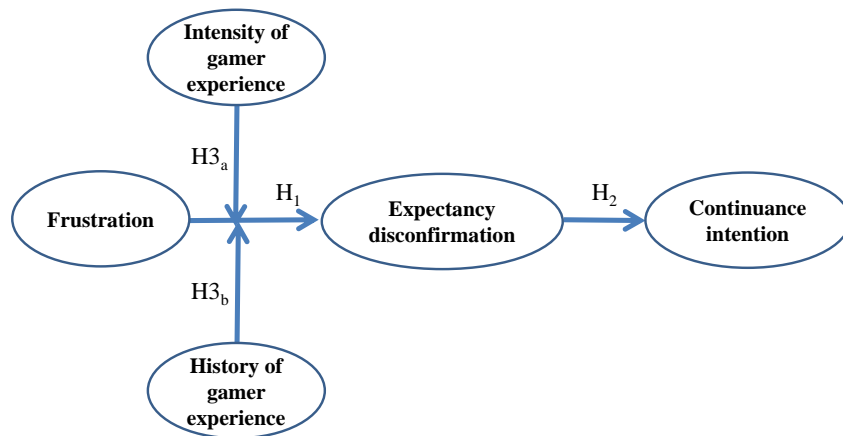 Intensity of
gamer
experience
H3a
H1
H2
Frustration
Expectancy
disconfirmation
Continuance
intention
H3b
History of
gamer
experience